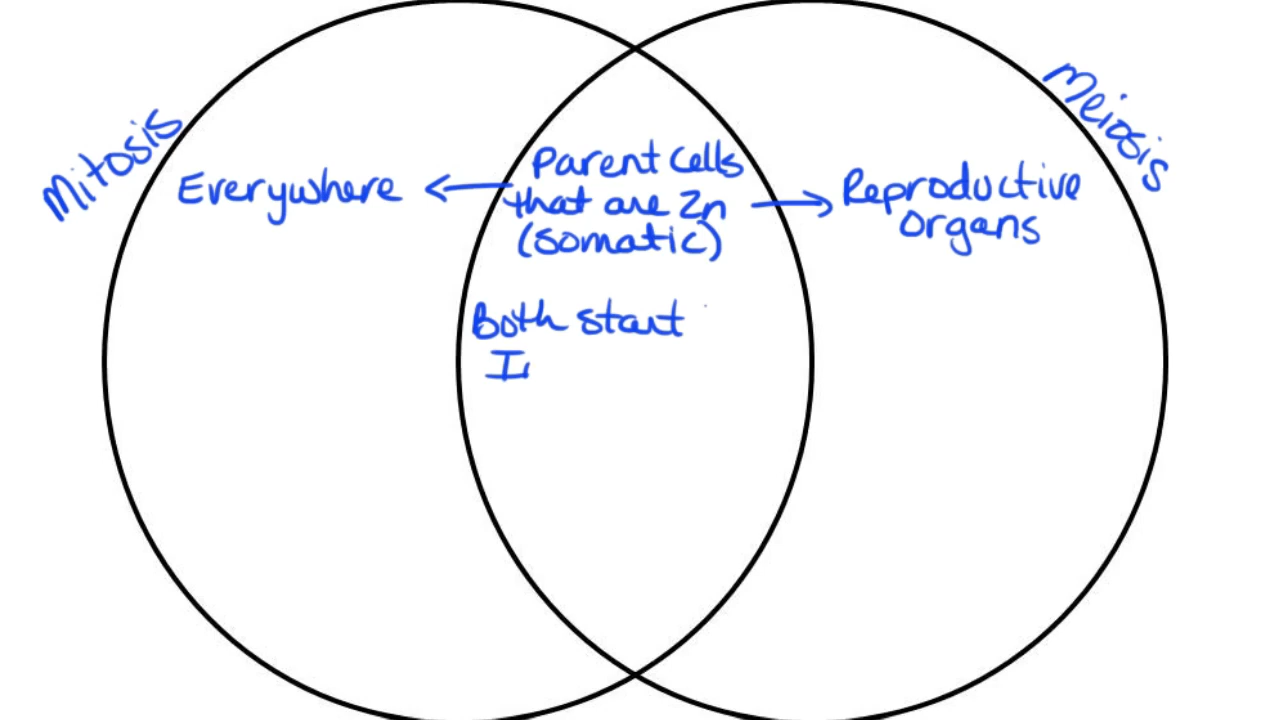 Mitosis
Meiosis
Everywhere
Parent Cells
that are 2n
(somatic)
Reproductive
organs
Both start
I